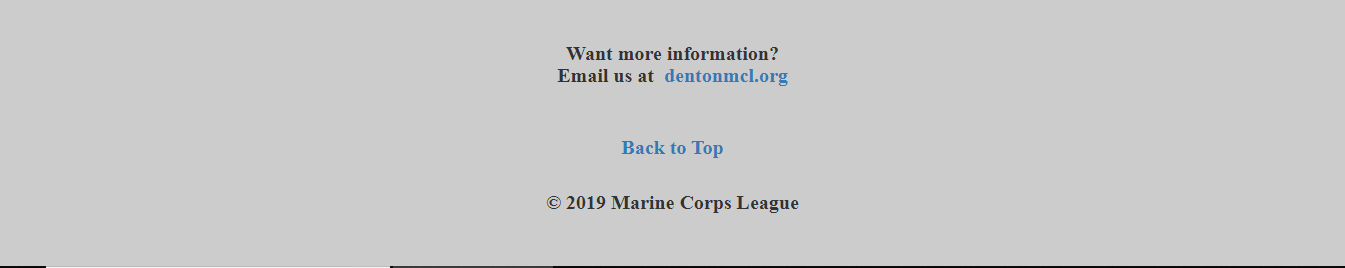 Want more information?
Email us at dentonmcl.org
Back to Top
© 2019 Marine Corps League